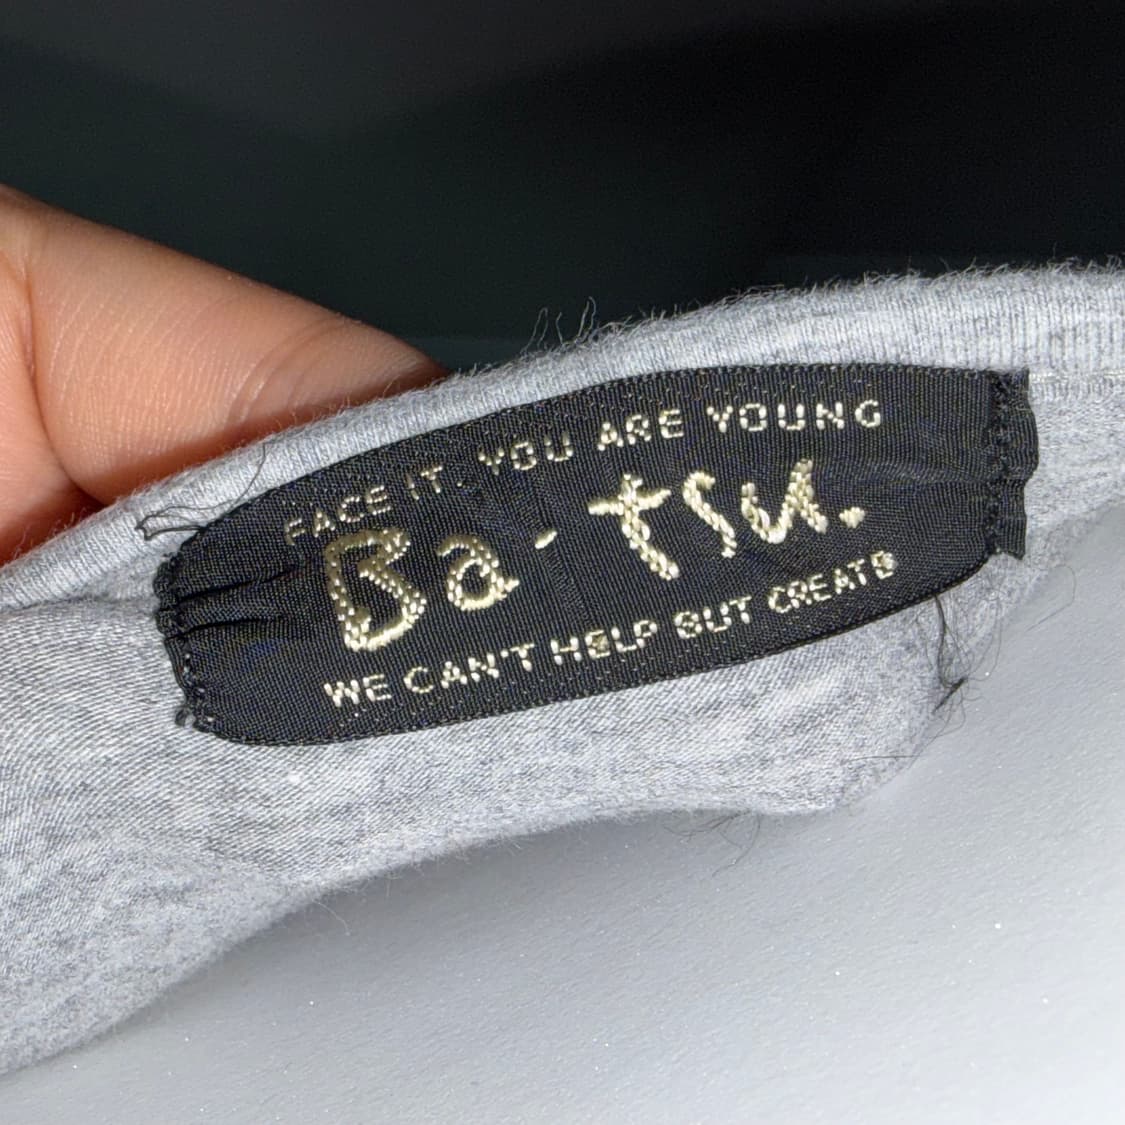 FACE IT. YOU ARE YOUNG
Ba-tsu.
WE CAN'T HELP BUT CREATE